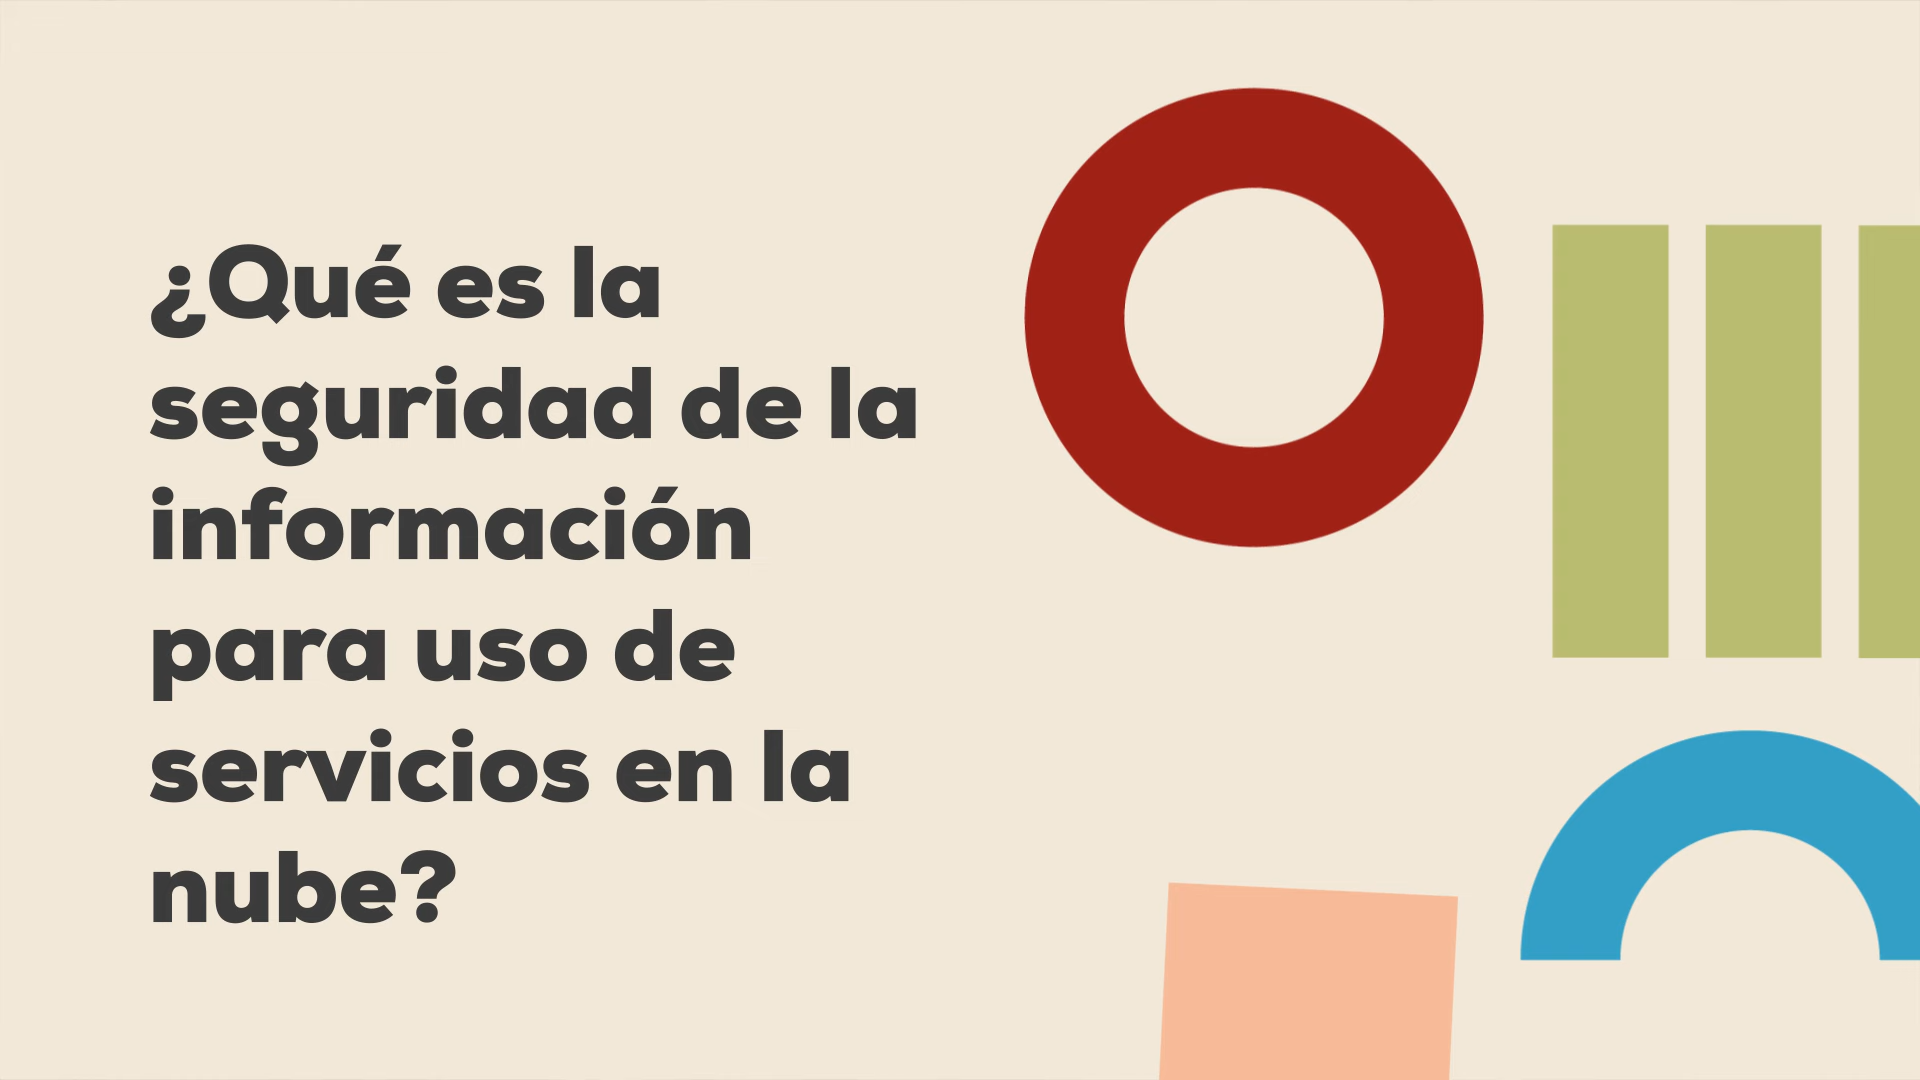 ¿Qué es la
seguridad de la
información
para uso de
servicios en la
nube?